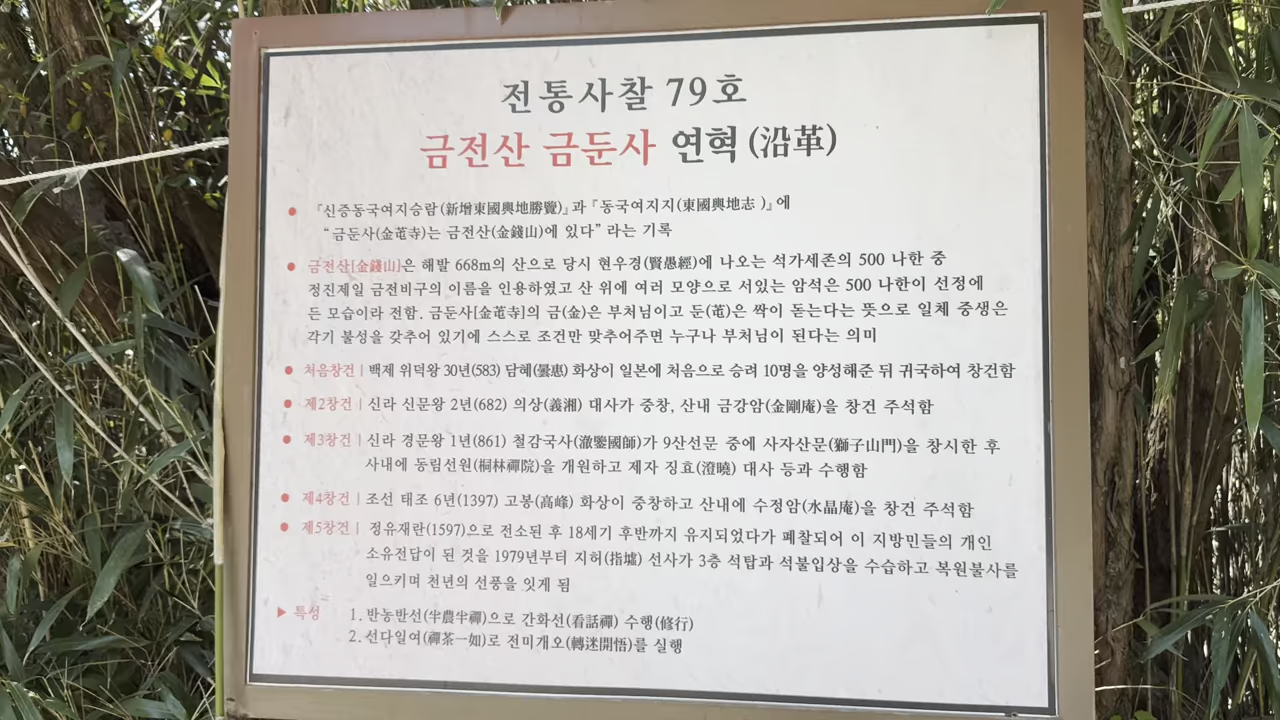 전통사찰 79호
금전산 금둔사 연혁 (沿革)
● 『신증동국여지승람(新增東國輿地勝覽)』과 『동국여지지(東國輿地志 )』에
“ 금둔사(金芚寺)는 금전산(金錢山)에 있다” 라는 기록
● 금전산[金錢山]은 해발 668m의 산으로 당시 현우경(賢愚經)에 나오는 석가세존의 500 나한 중
정진제일 금전비구의 이름을 인용하였고 산 위에 여러 모양으로 서있는 암석은 500 나한이 선정에
든 모습이라 전함. 금둔사[金芚寺]의 금(金)은 부처님이고 둔(芚)은 싹이 돋는다는 뜻으로 일체 중생은
각기 불성을 갖추어 있기에 스스로 조건만 맞추어주면 누구나 부처님이 된다는 의미
● 처음창건 | 백제 위덕왕 30년(583) 담혜(曇惠) 화상이 일본에 처음으로 승려 10명을 양성해준 뒤 귀국하여 창건함
● 제2창건 | 신라 신문왕 2년(682) 의상(義湘) 대사가 중창, 산내 금강암(金剛庵)을 창건 주석함
● 제3창건 | 신라 경문왕 1년(861) 철감국사(澈鑒國師)가 9산선문 중에 사자산문(獅子山門)을 창시한 후
사내에 동림선원(桐林禪院)을 개원하고 제자 징효(澄曉) 대사 등과 수행함
● 제4창건 | 조선 태조 6년(1397) 고봉(高峰) 화상이 중창하고 산내에 수정암(水晶庵)을 창건 주석함
● 제5창건 | 정유재란(1597)으로 전소된 후 18세기 후반까지 유지되었다가 폐찰되어 이 지방민들의 개인
소유전답이 된 것을 1979년부터 지허(指墟) 선사가 3층 석탑과 석불입상을 수습하고 복원불사를
일으키며 천년의 선풍을 잇게 됨
▶ 특성 1. 반농반선(半農半禪)으로 간화선(看話禪) 수행(修行)
2. 선다일여(禪茶一如)로 전미개오(轉迷開悟)를 실행